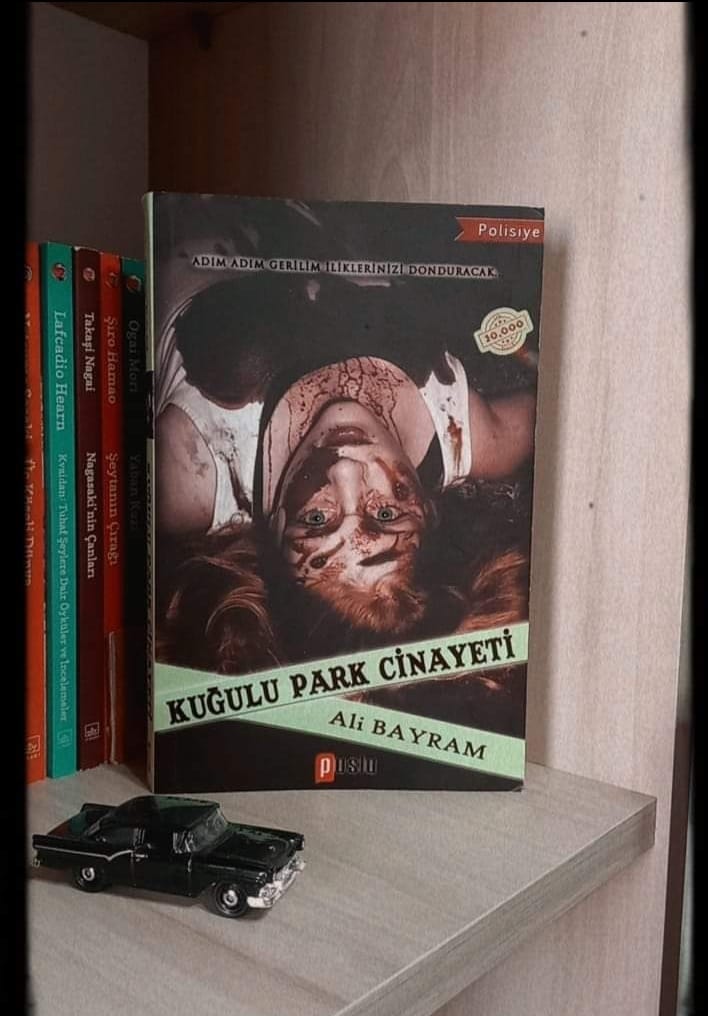 Polisiye
ADIM ADIM GERİLİM İLİKLERİNİZİ DONDURACAK.
10.000
KUĞULU PARK CİNAYETİ
Ali BAYRAM
Lafcadio Hearn
Kvaidan: Tuhaf Şeylere Dair Öyküler ve İncelemeler
Takaşi Nagai
Nagasaki'nin Çanları
Şiro Hamao
Şeytanın Çırağı
Ogai Mori
Yaban Kazı